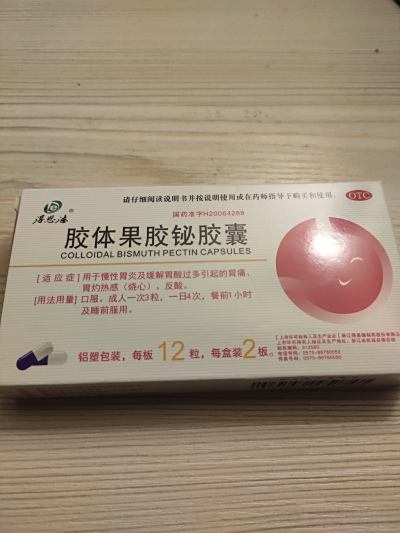 请仔细阅读说明书并按说明使用或在药师指导下购买和使用。
OTC
国药准字H20064288
胶体果胶铋胶囊
COLLOIDAL BISMUTH PECTIN CAPSULES
[适应症] 用于慢性胃炎及缓解胃酸过多引起的胃痛、
胃灼热感（烧心）、反酸。
[用法用量] 口服。成人一次3粒，一日4次，餐前1小时
及睡前服用。
铝塑包装，每板12粒，每盒装2板。